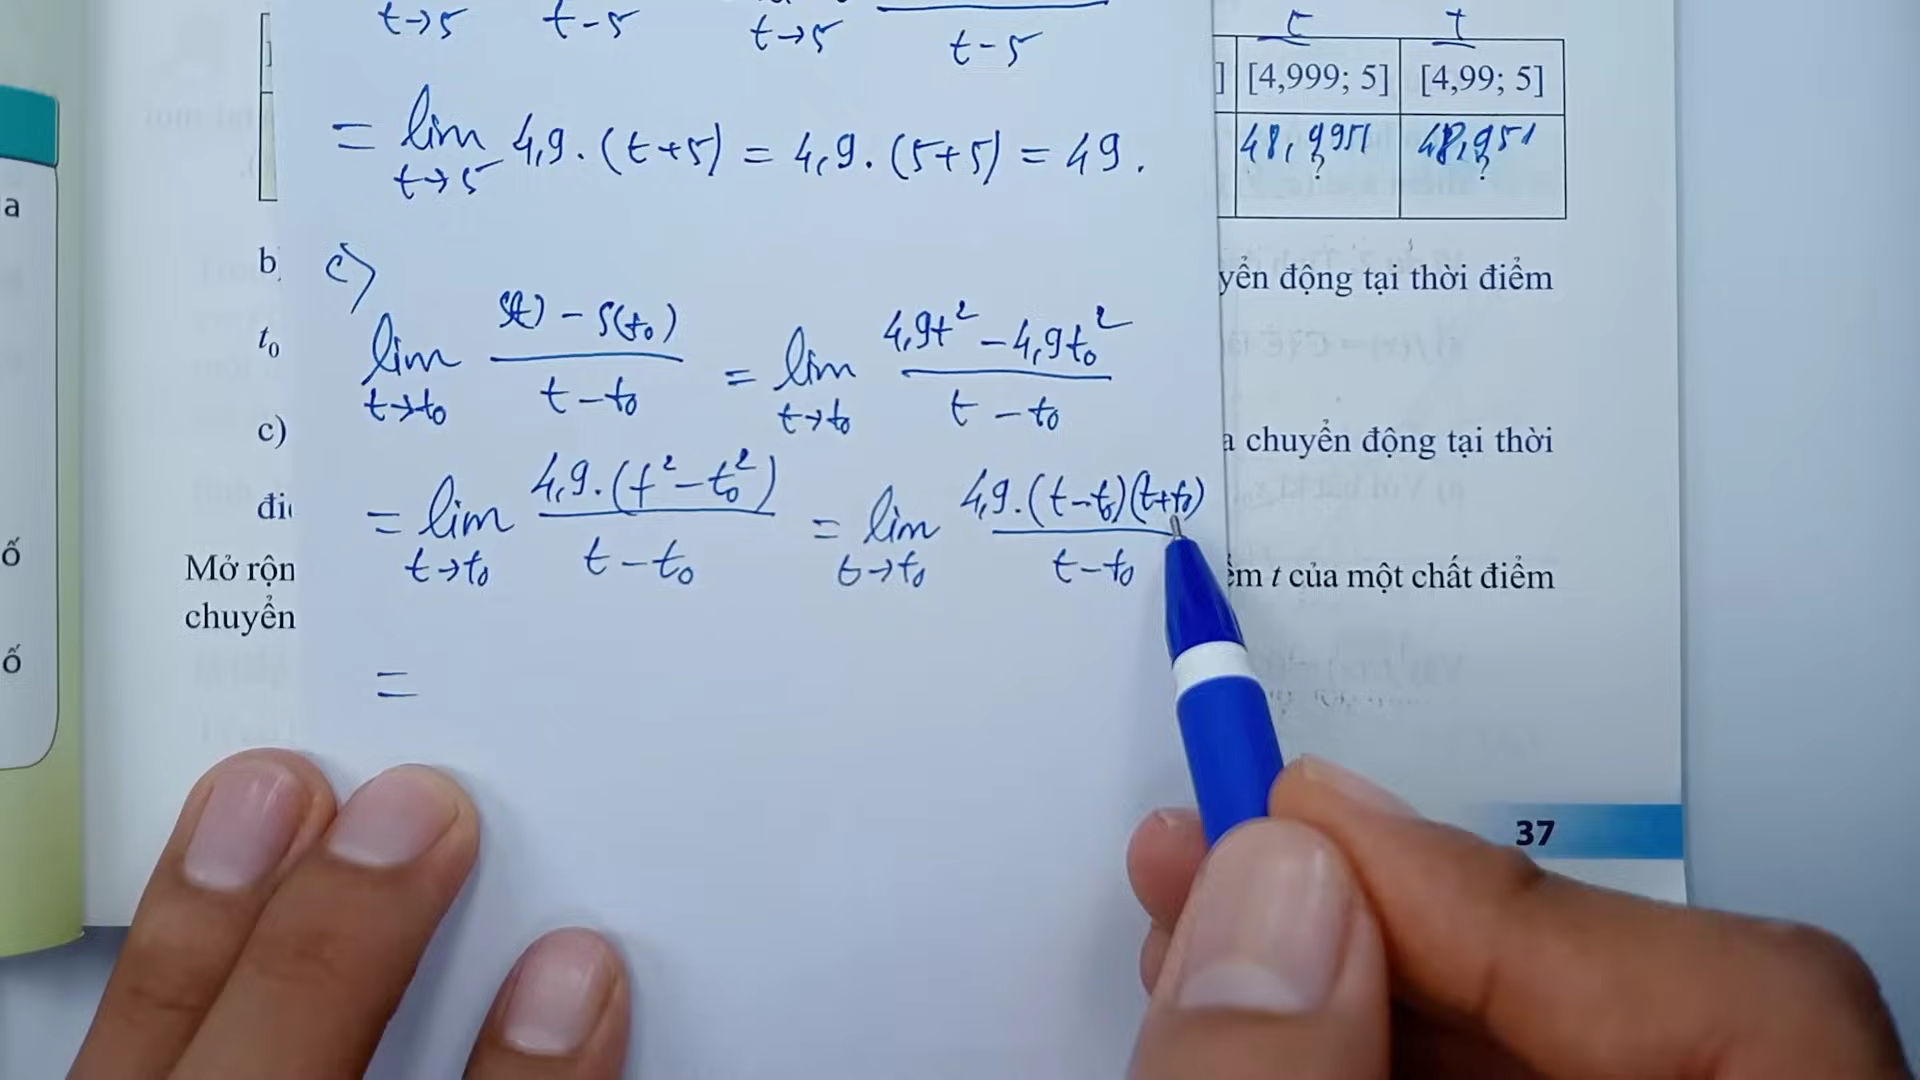 t→5 t-5 t→5 t-5
t t
] [4,999; 5] [4,99; 5]
= lim 4,9.(t+5) = 4,9.(5+5) = 49.
t→5
48,9951 48,951
? ?
a
b c) yển động tại thời điểm
lim S(t) - S(t₀) / t-t₀ = lim 4,9t² - 4,9t₀² / t - t₀
t→t₀ t→t₀
t₀
c) a chuyển động tại thời
= lim 4,9.(t²-t₀²) / t-t₀ = lim 4,9.(t-t₀)(t+t₀) / t-t₀
t→t₀ t→t₀
đi
ố
Mở rộn ểm t của một chất điểm
chuyển
ố
=
37